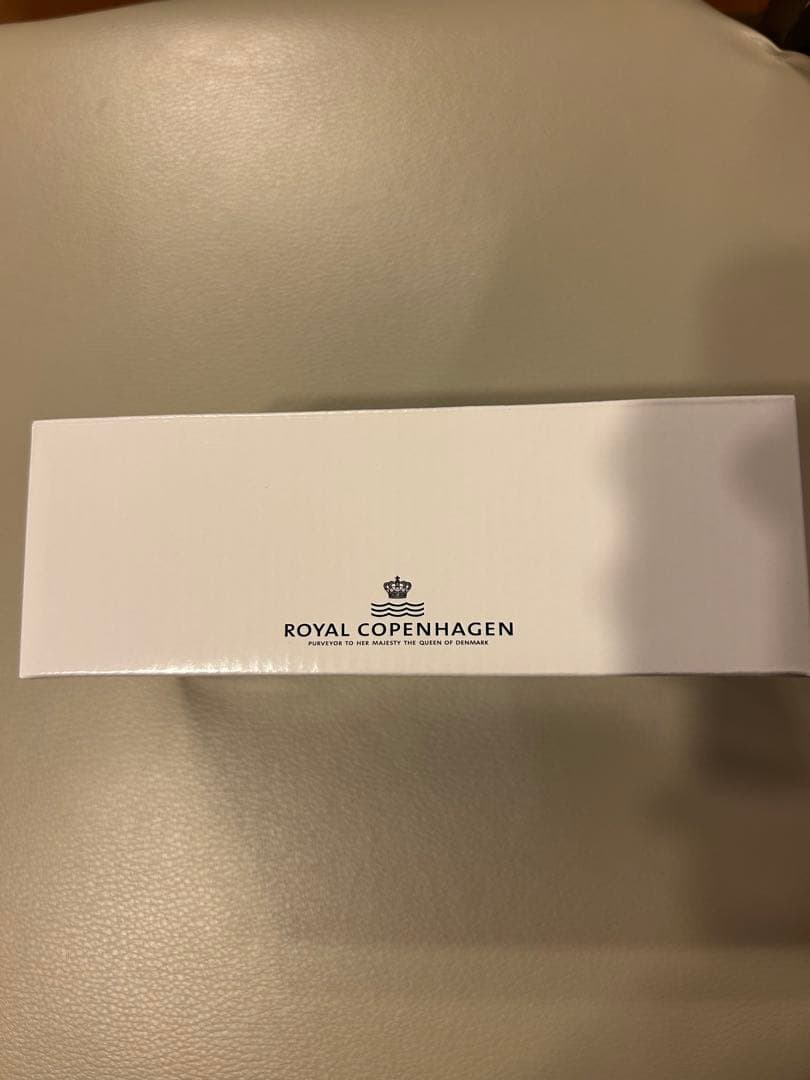 ROYAL COPENHAGEN
PURVEYOR TO HER MAJESTY THE QUEEN OF DENMARK